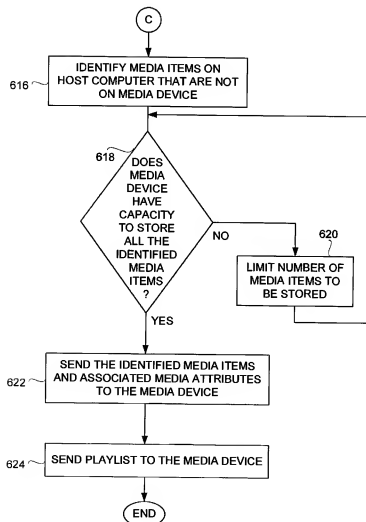 C
616
IDENTIFY MEDIA ITEMS ON
HOST COMPUTER THAT ARE NOT
ON MEDIA DEVICE
618
DOES
MEDIA
DEVICE
HAVE
CAPACITY
TO STORE
ALL THE
IDENTIFIED
MEDIA
ITEMS
?
NO
620
LIMIT NUMBER OF
MEDIA ITEMS TO
BE STORED
YES
622
SEND THE IDENTIFIED MEDIA ITEMS
AND ASSOCIATED MEDIA ATTRIBUTES
TO THE MEDIA DEVICE
624
SEND PLAYLIST TO THE MEDIA DEVICE
END